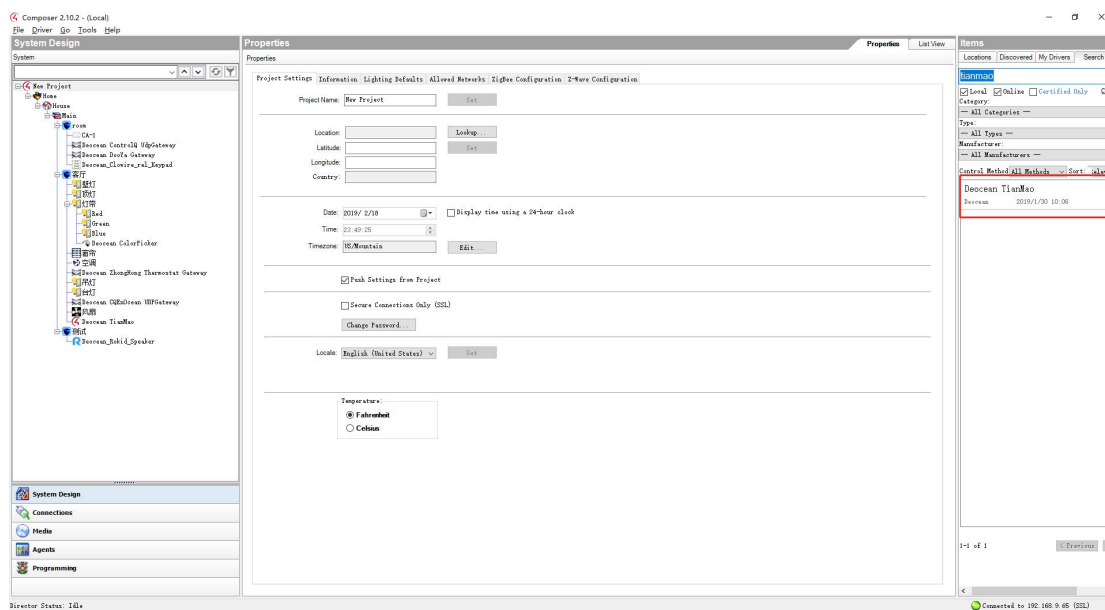 Composer 2.10.2 - (Local)
File Driver Go Tools Help
System Design
System
New Project
Home
House
Main
room
CA-1
Deocean ControlQ UdpGateway
Deocean DooYa Gateway
Deocean_Clowire_rel_Keypad
客厅
壁灯
顶灯
灯带
Red
Green
Blue
Deocean ColorPicker
窗帘
空调
Deocean ZhongHong Thermostat Gateway
吊灯
台灯
Deocean CQEnOcean UDPGateway
风扇
Deocean TianMao
测试
Deocean_Rokid_Speaker
System Design
Connections
Media
Agents
Programming
Director Status: Idle
Properties
Properties List View
Properties
Project Settings Information Lighting Defaults Allowed Networks ZigBee Configuration Z-Wave Configuration
Project Name: New Project Set
Location: Lookup...
Latitude: Set
Longitude:
Country:
Date: 2019/ 2/18 Display time using a 24-hour clock
Time: 23:49:25
Timezone: US/Mountain Edit...
Push Settings from Project
Secure Connections Only (SSL)
Change Password...
Locale: English (United States) Set
Temperature:
Fahrenheit
Celsius
Items
Locations Discovered My Drivers Search
tianmao
Local Online Certified Only
Category:
— All Categories —
Type:
— All Types —
Manufacturer:
— All Manufacturers —
Control Method All Methods Sort:
Deocean TianMao
Deocean 2019/1/30 10:08
1-1 of 1 < Previous
Connected to 192.168.9.65 (SSL)